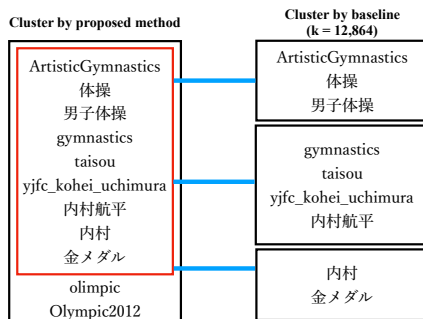 Cluster by proposed method
ArtisticGymnastics
体操
男子体操
gymnastics
taisou
yjfc_kohei_uchimura
内村航平
内村
金メダル
olimpic
Olympic2012
Cluster by baseline
(k = 12,864)
ArtisticGymnastics
体操
男子体操
gymnastics
taisou
yjfc_kohei_uchimura
内村航平
内村
金メダル